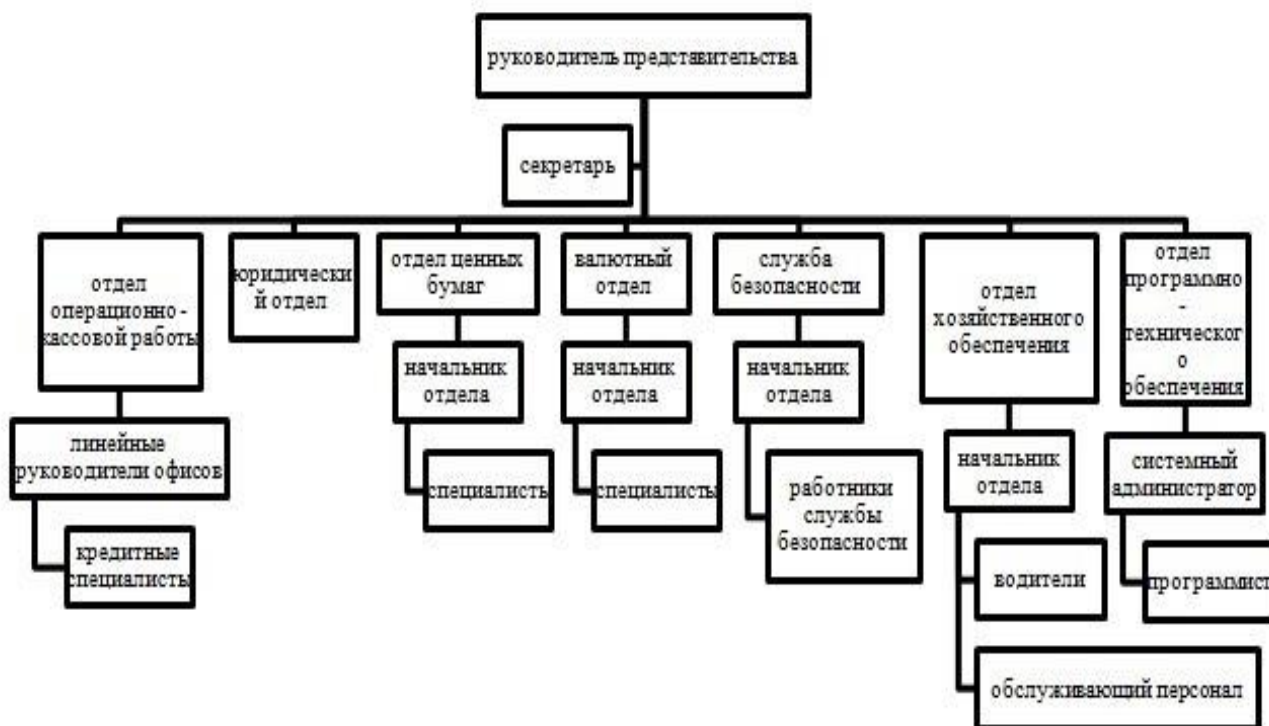 руководитель представительства
секретарь
отдел
операционно-
кассовой работы
юридически
й отдел
отдел ценных
бумаг
валютный
отдел
служба
безопасности
отдел
хозяйственного
обеспечения
отдел
программно
-
техническог
о
обеспечения
линейные
руководители офисов
кредитные
специалисты
начальник
отдела
специалисты
начальник
отдела
специалисты
начальник
отдела
работники
службы
безопасности
начальник
отдела
водители
обслуживающий персонал
системный
администратор
программист